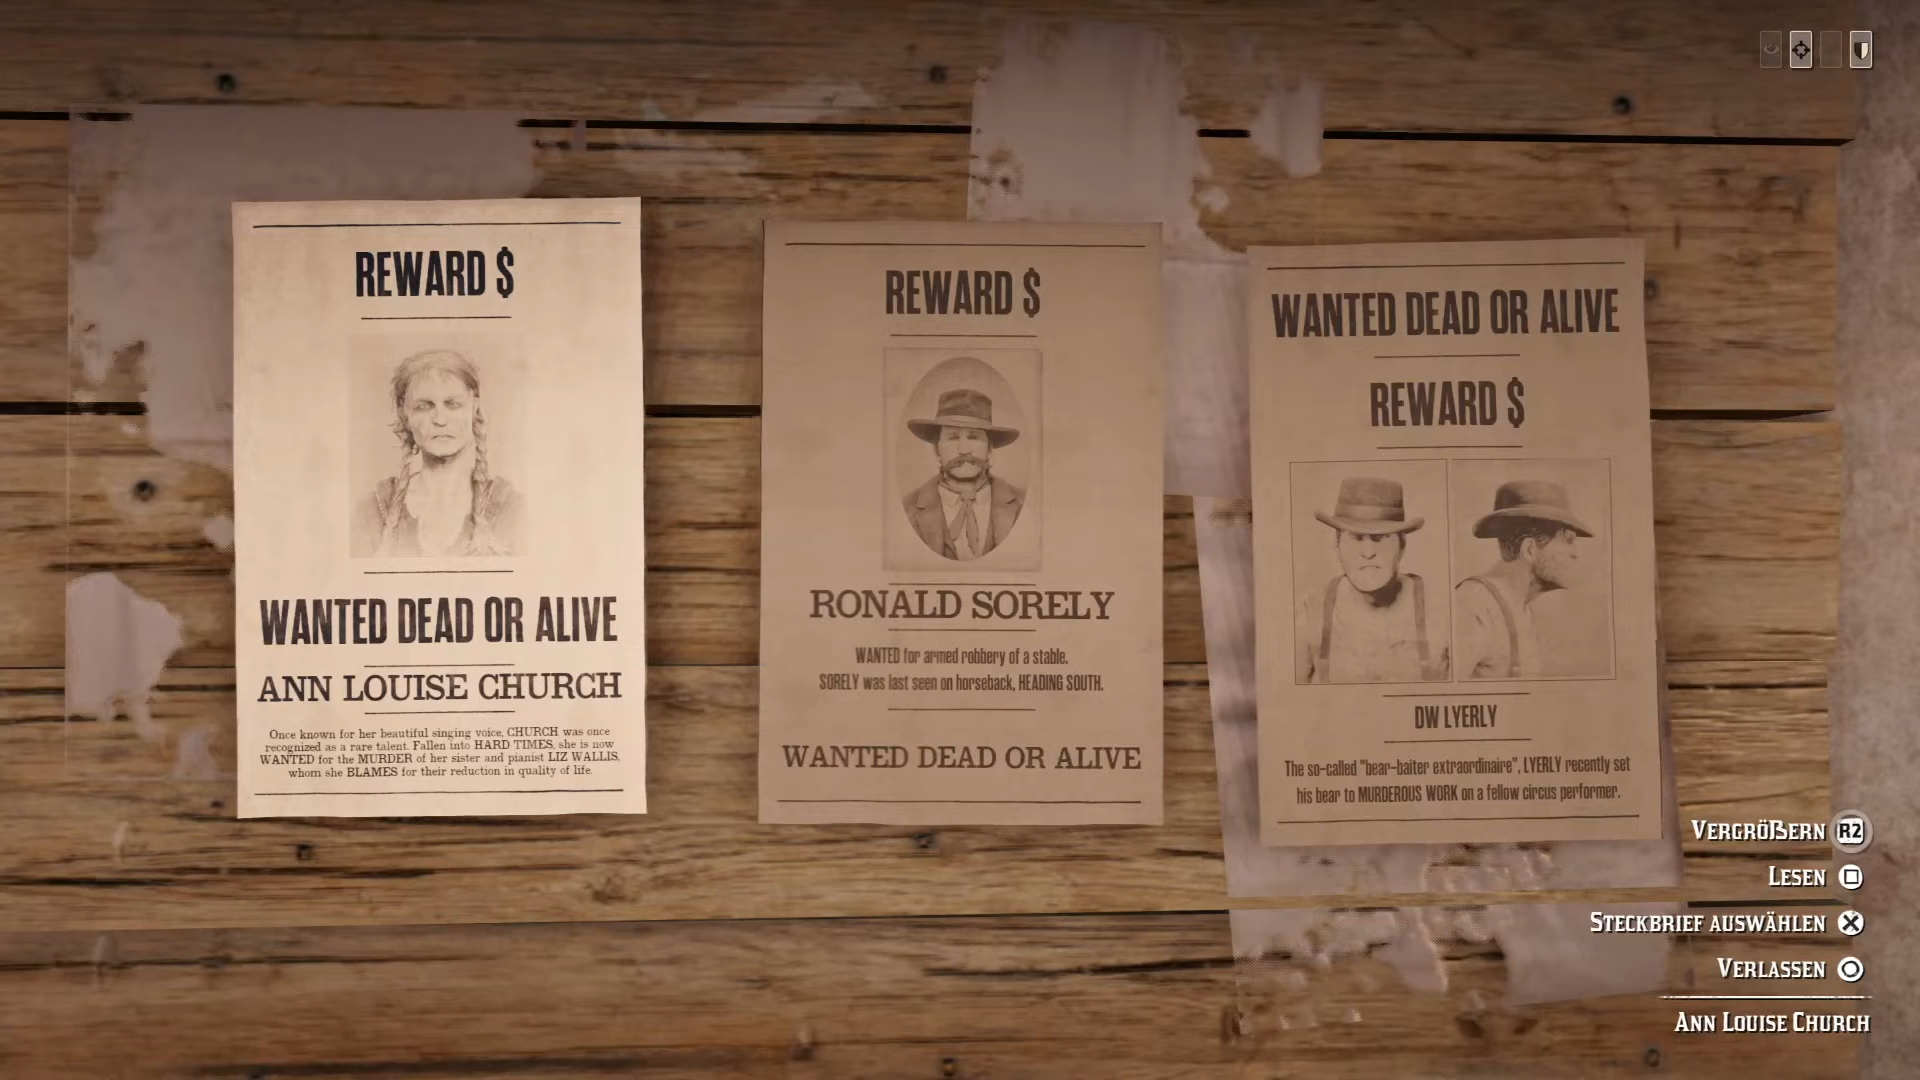 REWARD $
WANTED DEAD OR ALIVE
ANN LOUISE CHURCH
Once known for her beautiful singing voice, CHURCH was once
recognized as a rare talent. Fallen into HARD TIMES, she is now
WANTED for the MURDER of her sister and pianist LIZ WALLIS,
whom she BLAMES for their reduction in quality of life.
REWARD $
RONALD SORELY
WANTED for armed robbery of a stable.
SORELY was last seen on horseback, HEADING SOUTH.
WANTED DEAD OR ALIVE
WANTED DEAD OR ALIVE
REWARD $
DW LYERLY
The so-called "bear-baiter extraordinaire", LYERLY recently set
his bear to MURDEROUS WORK on a fellow circus performer.
VERGRÖßERN R2
LESEN
STECKBRIEF AUSWÄHLEN
VERLASSEN
ANN LOUISE CHURCH